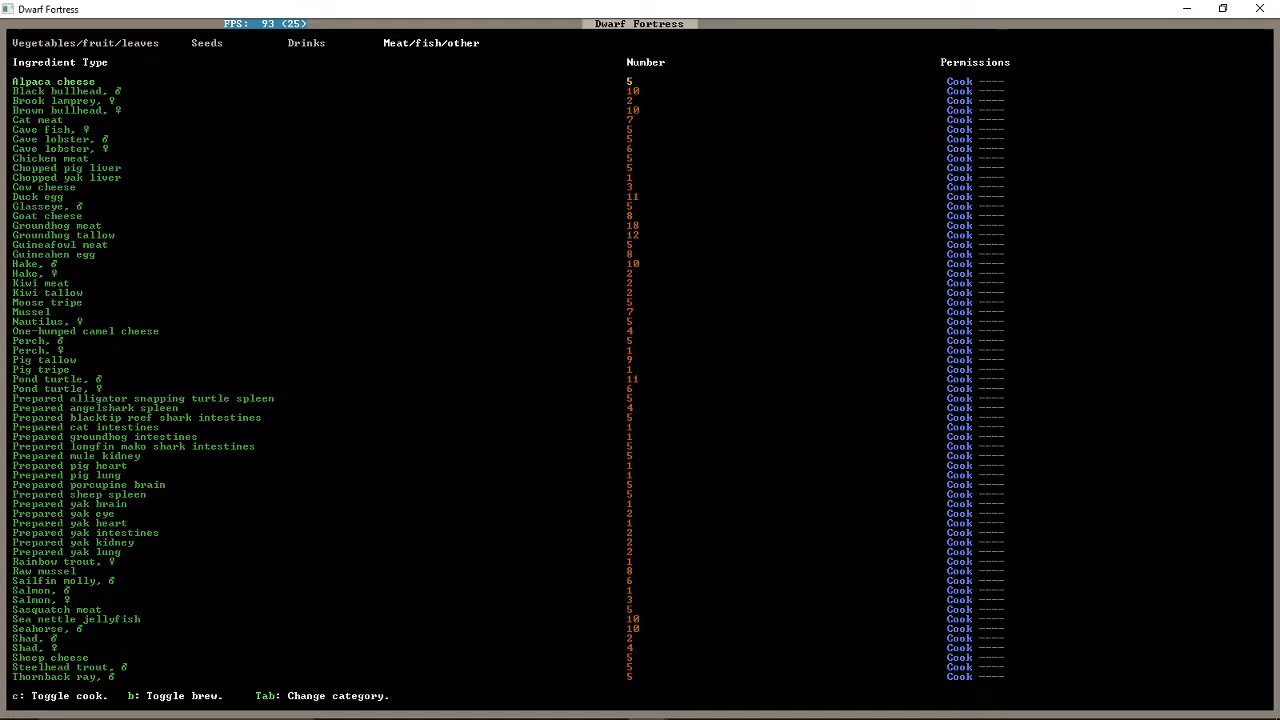 Dwarf Fortress
FPS: 93 (25) Dwarf Fortress
Vegetables/fruit/leaves Seeds Drinks Meat/fish/other
Ingredient Type Number Permissions
Alpaca cheese 5 Cook ----
Black bullhead, ♂ 10 Cook ----
Brook lamprey, ♀ 2 Cook ----
Brown bullhead, ♂ 10 Cook ----
Cat meat 7 Cook ----
Cave fish, ♀ 5 Cook ----
Cave lobster, ♂ 5 Cook ----
Cave lobster, ♀ 6 Cook ----
Chicken meat 5 Cook ----
Chopped pig liver 5 Cook ----
Chopped yak liver 1 Cook ----
Cow cheese 3 Cook ----
Duck egg 11 Cook ----
Glasseye, ♂ 5 Cook ----
Goat cheese 8 Cook ----
Groundhog meat 18 Cook ----
Groundhog tallow 12 Cook ----
Guineafowl meat 5 Cook ----
Guineahen egg 8 Cook ----
Hake, ♂ 10 Cook ----
Hake, ♀ 2 Cook ----
Kiwi meat 2 Cook ----
Kiwi tallow 2 Cook ----
Moose tripe 5 Cook ----
Mussel 7 Cook ----
Nautilus, ♀ 5 Cook ----
One-humped camel cheese 4 Cook ----
Perch, ♂ 5 Cook ----
Perch, ♀ 1 Cook ----
Pig tallow 9 Cook ----
Pig tripe 1 Cook ----
Pond turtle, ♂ 11 Cook ----
Pond turtle, ♀ 6 Cook ----
Prepared alligator snapping turtle spleen 5 Cook ----
Prepared angelshark spleen 4 Cook ----
Prepared blacktip reef shark intestines 5 Cook ----
Prepared cat intestines 1 Cook ----
Prepared groundhog intestines 1 Cook ----
Prepared longfin mako shark intestines 5 Cook ----
Prepared mule kidney 5 Cook ----
Prepared pig heart 1 Cook ----
Prepared pig lung 1 Cook ----
Prepared porcupine brain 5 Cook ----
Prepared sheep spleen 5 Cook ----
Prepared yak brain 1 Cook ----
Prepared yak eye 2 Cook ----
Prepared yak heart 1 Cook ----
Prepared yak intestines 2 Cook ----
Prepared yak kidney 2 Cook ----
Prepared yak lung 2 Cook ----
Rainbow trout, ♂ 1 Cook ----
Raw mussel 8 Cook ----
Sailfin molly, ♂ 6 Cook ----
Salmon, ♂ 1 Cook ----
Salmon, ♀ 3 Cook ----
Sasquatch meat 5 Cook ----
Sea nettle jellyfish 10 Cook ----
Seahorse, ♂ 10 Cook ----
Shad, ♂ 2 Cook ----
Shad, ♀ 4 Cook ----
Sheep cheese 5 Cook ----
Steelhead trout, ♂ 5 Cook ----
Thornback ray, ♂ 5 Cook ----
c: Toggle cook. b: Toggle brew. Tab: Change category.